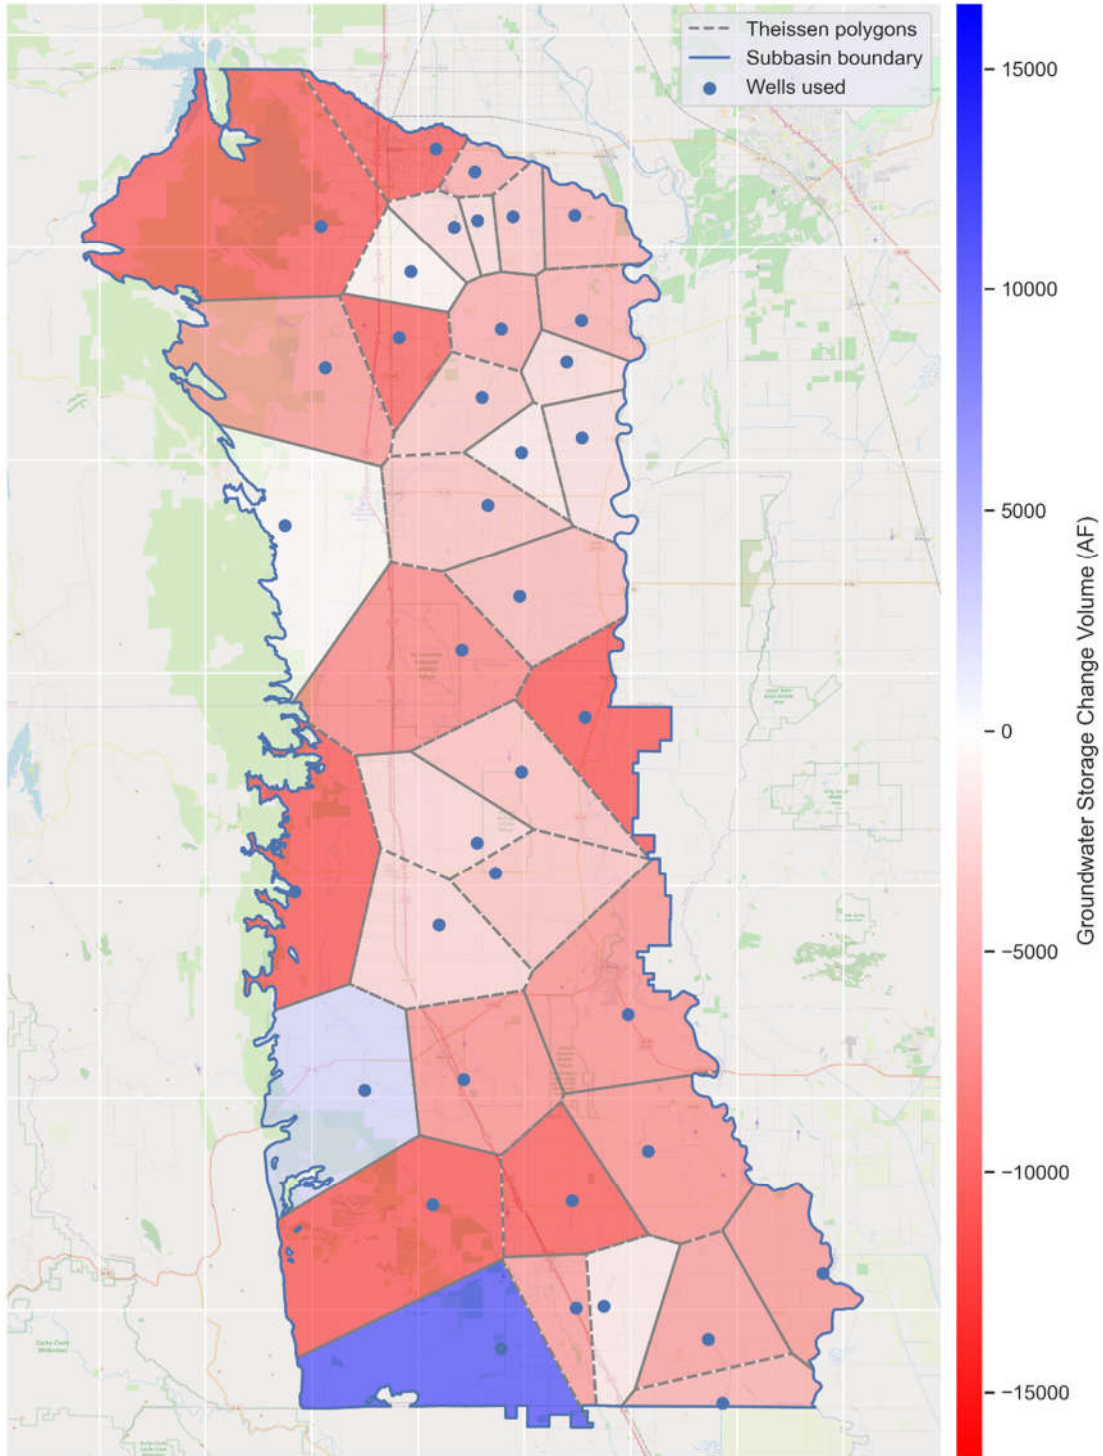 Theissen polygons
Subbasin boundary
Wells used
15000
10000
5000
0
−5000
−10000
−15000
Groundwater Storage Change Volume (AF)